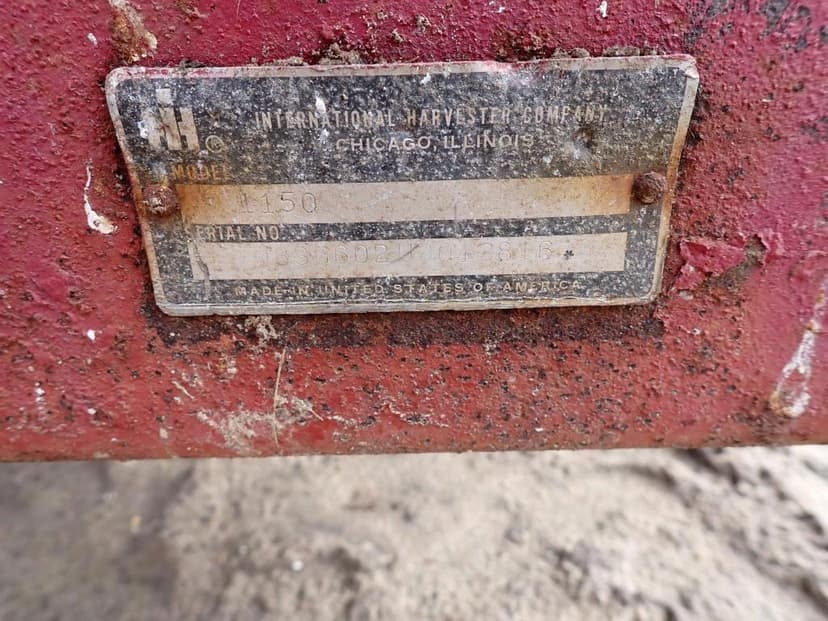 IH ®
INTERNATIONAL HARVESTER COMPANY
CHICAGO, ILLINOIS
MODEL
1150
SERIAL NO.
MADE IN UNITED STATES OF AMERICA